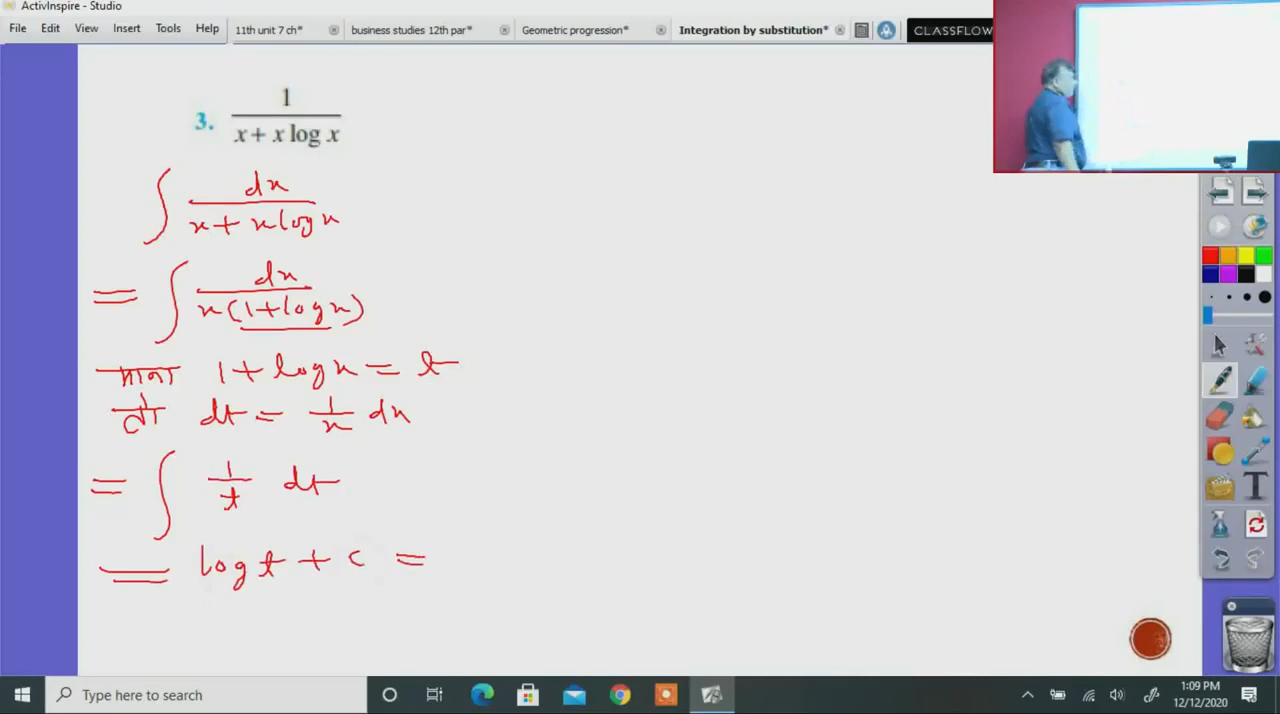 ActivInspire - Studio
File Edit View Insert Tools Help
11th unit 7 ch* business studies 12th par* Geometric progression* Integration by substitution* CLASSFLOW
3. 1/(x + x log x)
∫ dx/(x + x log x)
= ∫ dx/(x(1+log x))
माना 1 + log x = t
तो dt = 1/x dx
= ∫ 1/t dt
= log t + c =
T
Type here to search
1:09 PM
12/12/2020